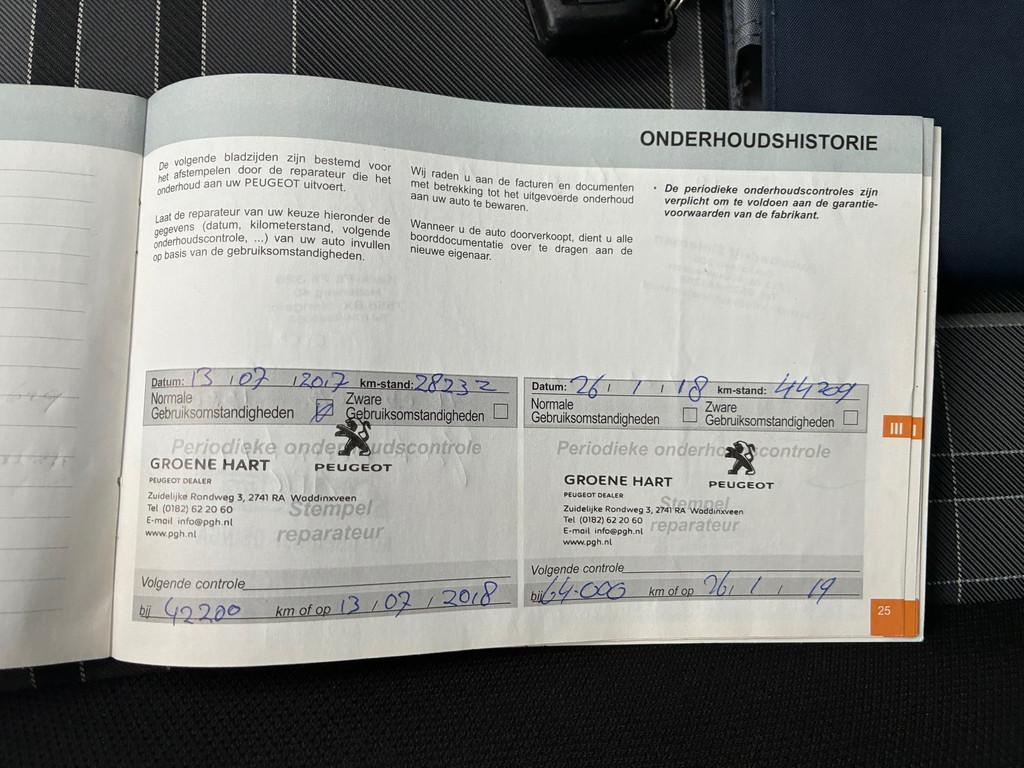 ONDERHOUDSHISTORIE
De volgende bladzijden zijn bestemd voor
het afstempelen door de reparateur die het
onderhoud aan uw PEUGEOT uitvoert.
Laat de reparateur van uw keuze hieronder de
gegevens (datum, kilometerstand, volgende
onderhoudscontrole, ...) van uw auto invullen
op basis van de gebruiksomstandigheden.
Wij raden u aan de facturen en documenten
met betrekking tot het uitgevoerde onderhoud
aan uw auto te bewaren.
Wanneer u de auto doorverkoopt, dient u alle
boorddocumentatie over te dragen aan de
nieuwe eigenaar.
* De periodieke onderhoudscontroles zijn
verplicht om te voldoen aan de garantie-
voorwaarden van de fabrikant.
Datum: 13 / 07 / 2017 km-stand: 28232
Normale
Gebruiksomstandigheden
Zware
Gebruiksomstandigheden
Periodieke onderhoudscontrole
GROENE HART
PEUGEOT
PEUGEOT DEALER
Zuidelijke Rondweg 3, 2741 RA Waddinxveen
Tel (0182) 62 20 60
E-mail info@pgh.nl
www.pgh.nl
Stempel
reparateur
Volgende controle
bij 42200 km of op 13 / 07 / 2018
Datum: 26 / 1 / 18 km-stand: 44209
Normale
Gebruiksomstandigheden
Zware
Gebruiksomstandigheden
Periodieke onderhoudscontrole
GROENE HART
PEUGEOT
PEUGEOT DEALER
Zuidelijke Rondweg 3, 2741 RA Waddinxveen
Tel (0182) 62 20 60
E-mail info@pgh.nl
www.pgh.nl
Stempel
reparateur
Volgende controle
bij 64.000 km of op 26 / 1 / 19
III
25